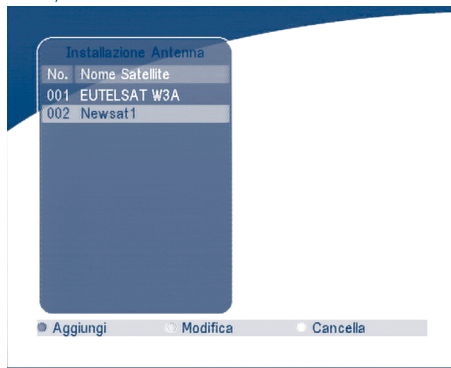 Installazione Antenna
No. Nome Satellite
001 EUTELSAT W3A
002 Newsat1
Aggiungi Modifica Cancella